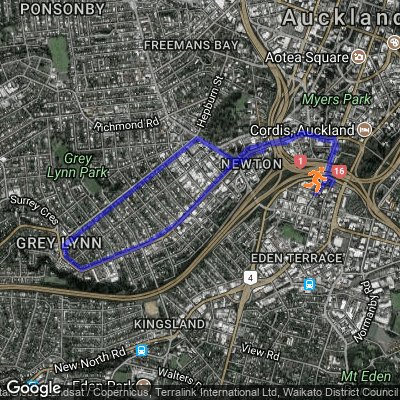 PONSONBY
Auckland
FREEMANS BAY
Aotea Square
Hepburn St
Myers Park
Richmond Rd
Cordis, Auckland
Grey
Lynn Park
NEWTON
1
16
Surrey Cres
GREY LYNN
EDEN TERRACE
4
Normanby Rd
KINGSLAND
New North Rd
View Rd
Walters
Mt Eden
Eden Park
Google
dsat / Copernicus, Terralink International Ltd, Waikato District Council